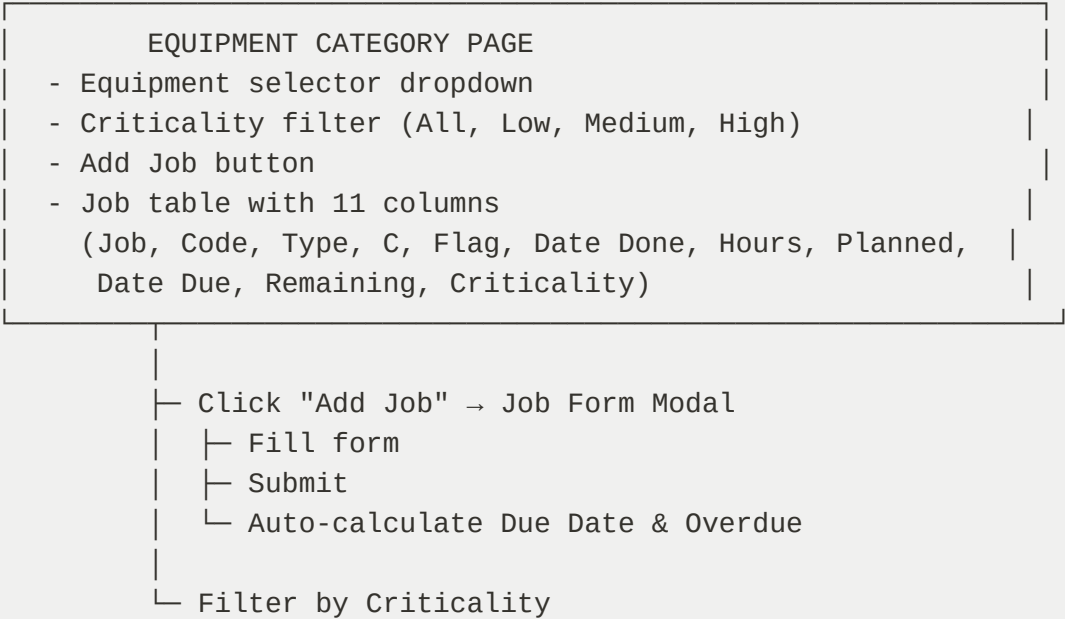 EQUIPMENT CATEGORY PAGE
- Equipment selector dropdown
- Criticality filter (All, Low, Medium, High)
- Add Job button
- Job table with 11 columns
(Job, Code, Type, C, Flag, Date Done, Hours, Planned,
Date Due, Remaining, Criticality)
Click "Add Job" → Job Form Modal
Fill form
Submit
Auto-calculate Due Date & Overdue
Filter by Criticality